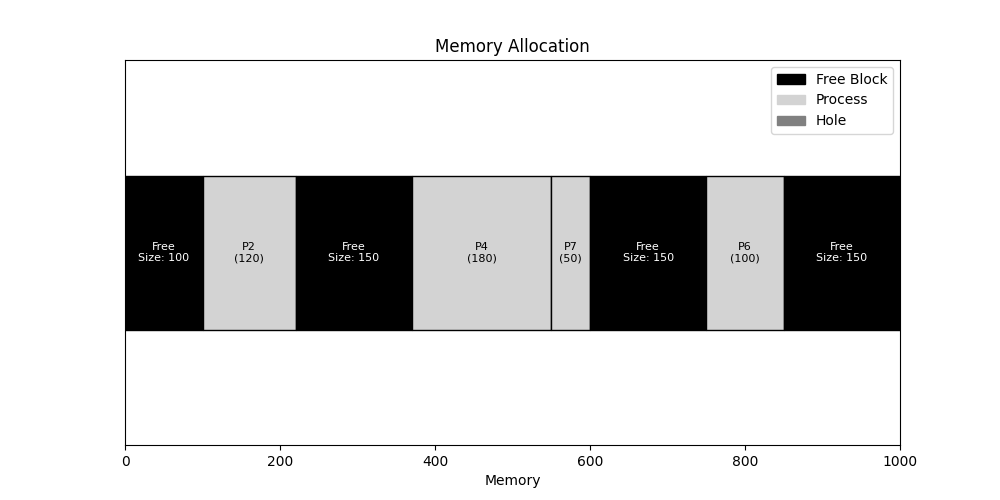 Memory Allocation
Free Block
Process
Hole
Free
Size: 100
P2
(120)
Free
Size: 150
P4
(180)
P7
(50)
Free
Size: 150
P6
(100)
Free
Size: 150
0
200
400
600
800
1000
Memory